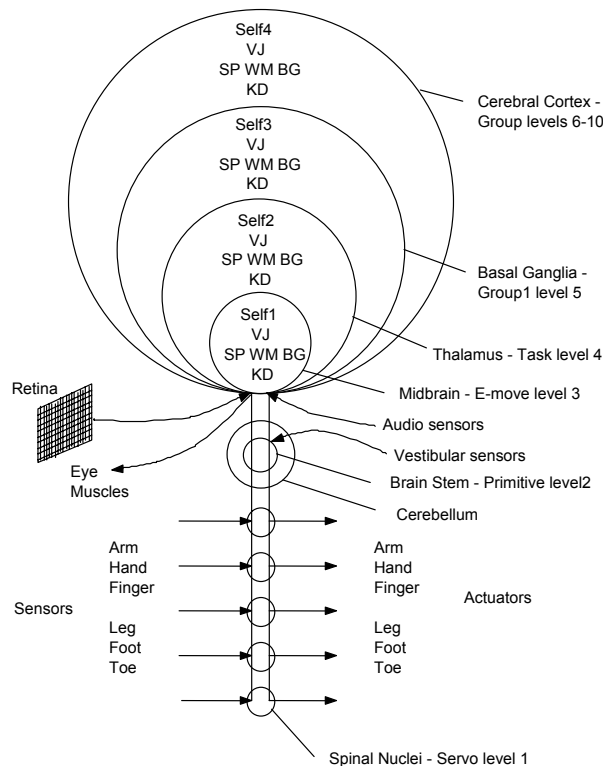 Self4
VJ
SP WM BG
KD
Cerebral Cortex -
Group levels 6-10
Self3
VJ
SP WM BG
KD
Basal Ganglia -
Group1 level 5
Self2
VJ
SP WM BG
KD
Thalamus - Task level 4
Self1
VJ
SP WM BG
KD
Midbrain - E-move level 3
Retina
Audio sensors
Vestibular sensors
Eye
Muscles
Brain Stem - Primitive level2
Cerebellum
Sensors
Arm
Hand
Finger
Leg
Foot
Toe
Arm
Hand
Finger
Leg
Foot
Toe
Actuators
Spinal Nuclei - Servo level 1